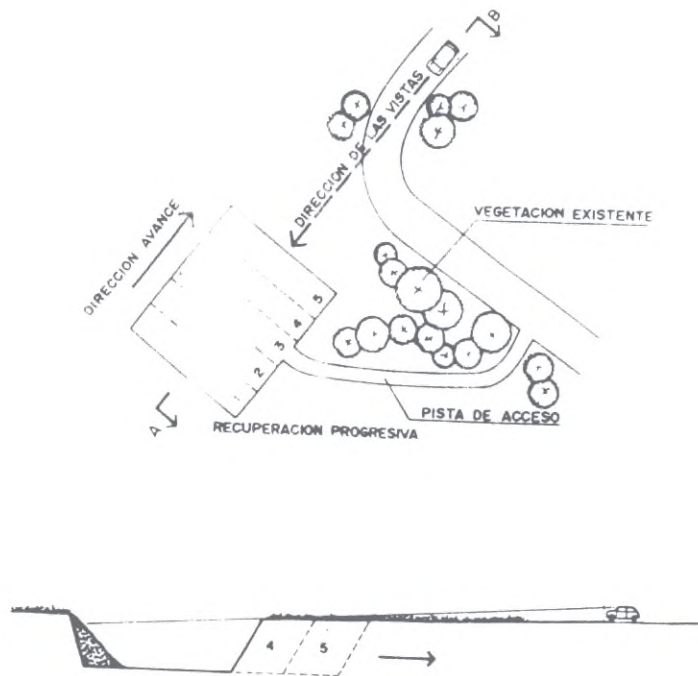 B
DIRECCION DE LAS VISTAS
VEGETACION EXISTENTE
DIRECCION AVANCE
5
4
3
2
1
A
PISTA DE ACCESO
RECUPERACION PROGRESIVA
4
5